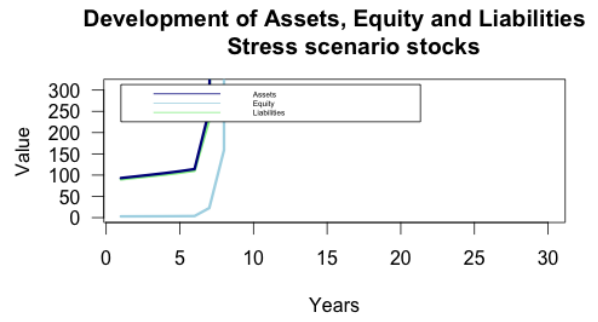 Development of Assets, Equity and Liabilities
Stress scenario stocks
Value
300
250
200
150
100
50
0
Assets
Equity
Liabilities
0 5 10 15 20 25 30
Years